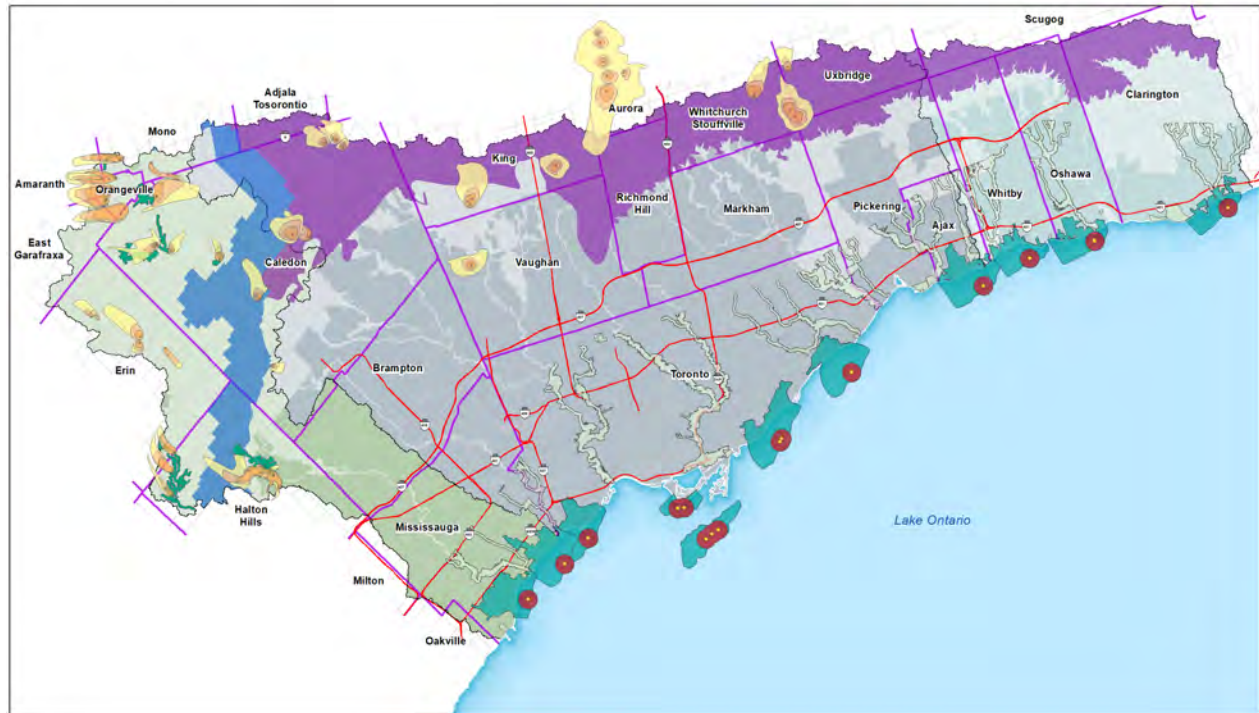 Scugog
Adjala
Tosorontio
Mono
Aurora
Uxbridge
Whitchurch
Stouffville
Clarington
King
Amaranth
Orangeville
Richmond
Hill
Markham
Pickering
Whitby
Oshawa
Ajax
East
Garafraxa
Caledon
Vaughan
Erin
Brampton
Toronto
Halton
Hills
Mississauga
Lake Ontario
Milton
Oakville